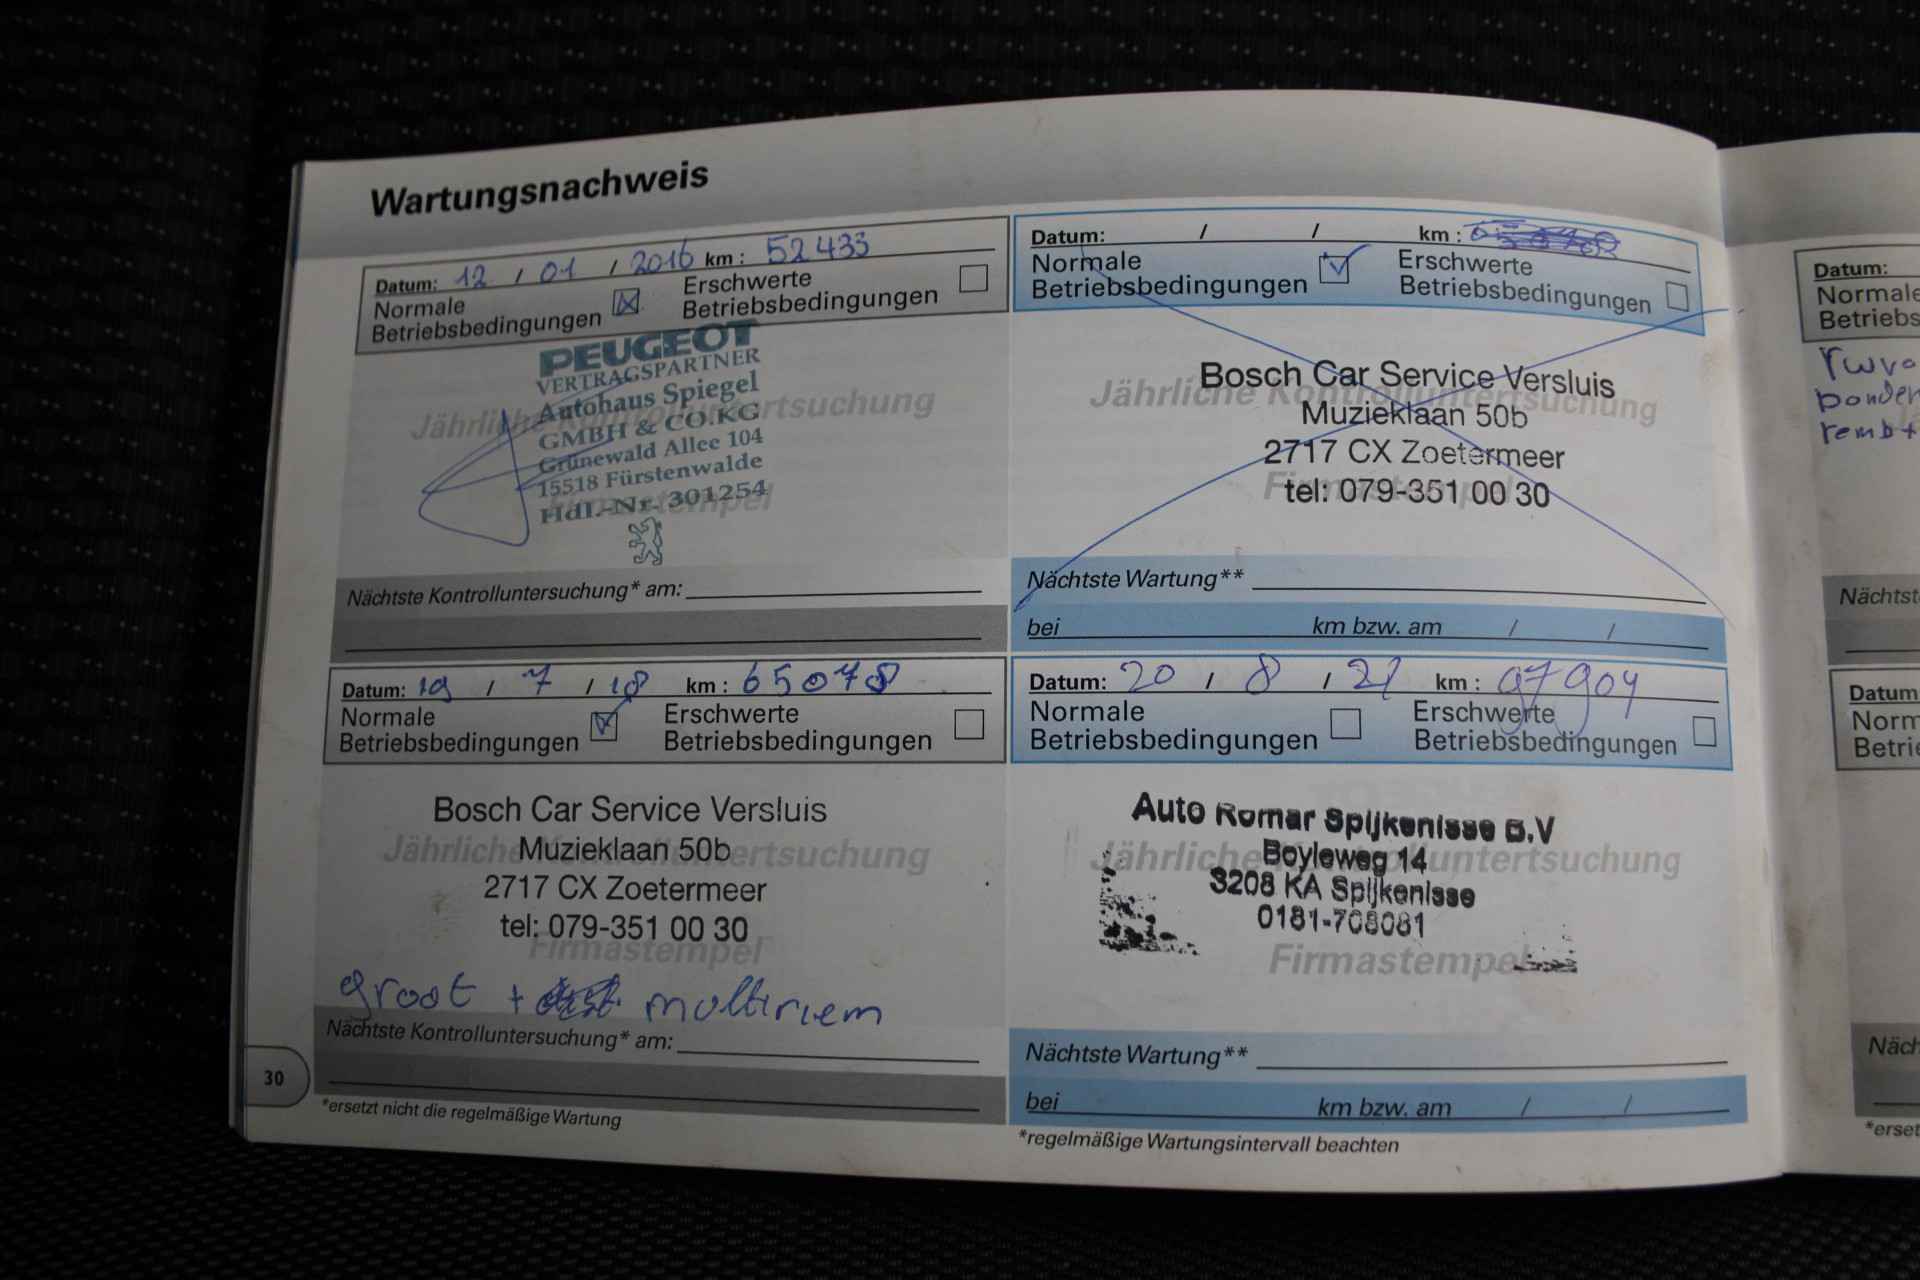 Wartungsnachweis
Datum: 12 / 01 / 2016 km : 52433
Normale Betriebsbedingungen
Erschwerte Betriebsbedingungen
PEUGEOT
VERTRAGSPARTNER
Autohaus Spiegel
GMBH & CO.KG
Grünewald Allee 104
15518 Fürstenwalde
Hdl.-Nr. 301254
Jährliche Kontrolluntertsuchung
Firmastempel
Nächtste Kontrolluntersuchung* am:
Datum: / / km :
Normale Betriebsbedingungen
Erschwerte Betriebsbedingungen
Bosch Car Service Versluis
Jährliche Kontrolluntertsuchung
Muzieklaan 50b
2717 CX Zoetermeer
Firmastempel
tel: 079-351 00 30
Nächtste Wartung**
bei km bzw. am / /
Datum: 19 / 7 / 18 km : 65078
Normale Betriebsbedingungen
Erschwerte Betriebsbedingungen
Bosch Car Service Versluis
Muzieklaan 50b
Jährliche Kontrolluntertsuchung
2717 CX Zoetermeer
tel: 079-351 00 30
Firmastempel
groot + multiriem
Nächtste Kontrolluntersuchung* am:
30
*ersetzt nicht die regelmäßige Wartung
Datum: 20 / 8 / 21 km : 97904
Normale Betriebsbedingungen
Erschwerte Betriebsbedingungen
Auto Romar Spijkenisse B.V
Boyleweg 14
Jährliche Kontrolluntertsuchung
3208 KA Spijkenisse
0181-708081
Firmastempel
Nächtste Wartung**
bei km bzw. am / /
*regelmäßige Wartungsintervall beachten
Datum:
Normale
Betriebs
Nächtste
Datum
Norm
Betrie
Näch
*erset